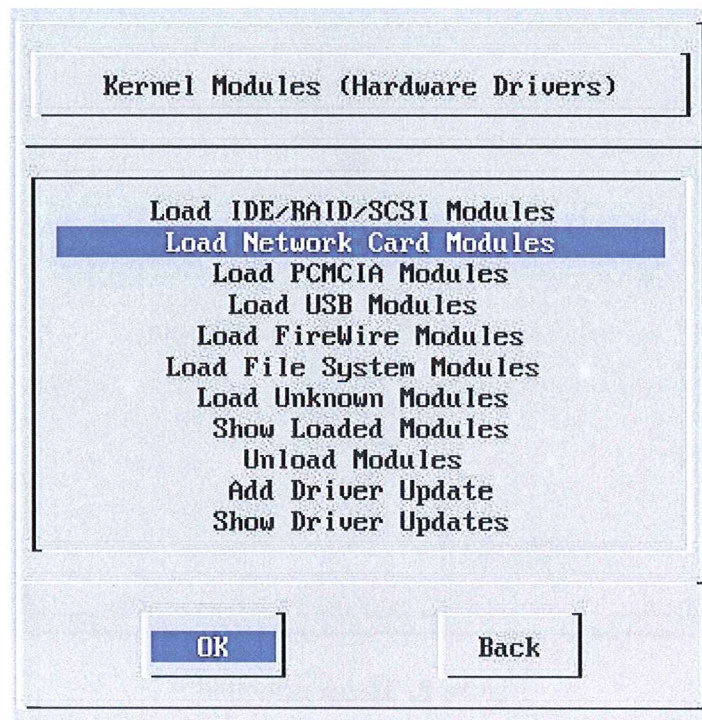 Kernel Modules (Hardware Drivers)
Load IDE/RAID/SCSI Modules
Load Network Card Modules
Load PCMCIA Modules
Load USB Modules
Load FireWire Modules
Load File System Modules
Load Unknown Modules
Show Loaded Modules
Unload Modules
Add Driver Update
Show Driver Updates
OK Back